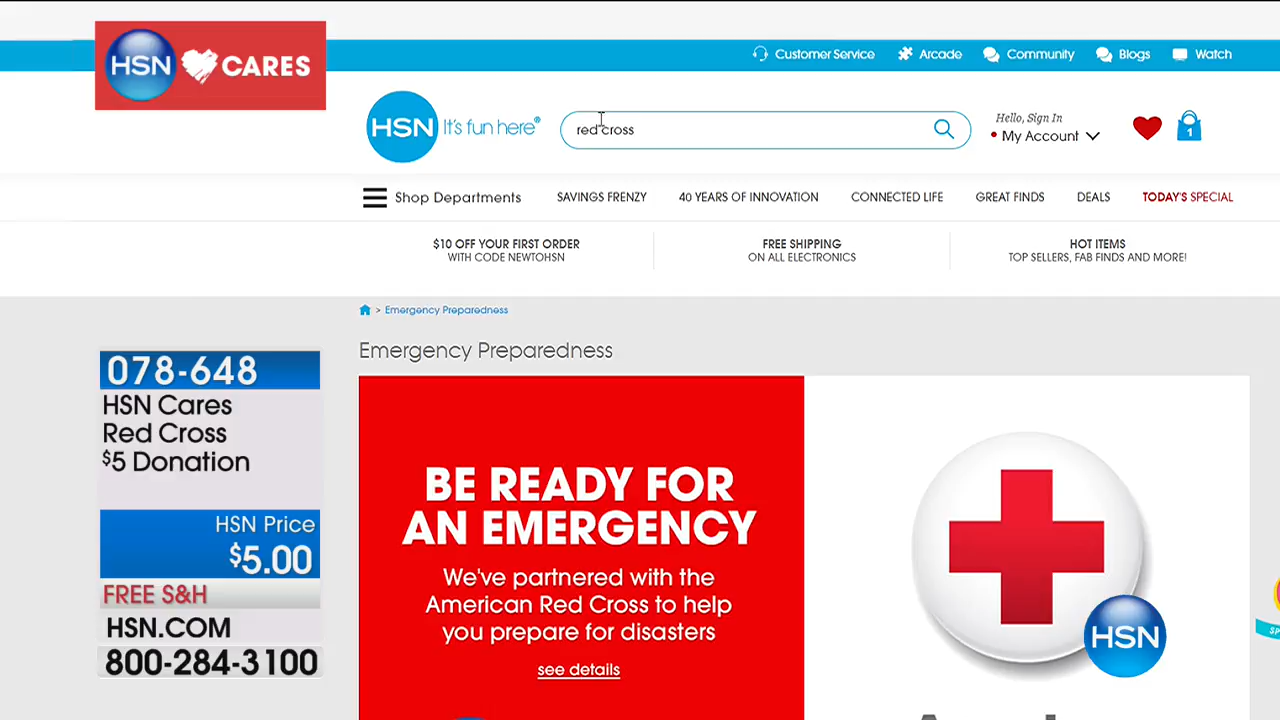 HSN CARES
Customer Service
Arcade
Community
Blogs
Watch
HSN It's fun here®
red cross
Hello, Sign In
My Account
1
Shop Departments
SAVINGS FRENZY
40 YEARS OF INNOVATION
CONNECTED LIFE
GREAT FINDS
DEALS
TODAY'S SPECIAL
$10 OFF YOUR FIRST ORDER
WITH CODE NEWTOHSN
FREE SHIPPING
ON ALL ELECTRONICS
HOT ITEMS
TOP SELLERS, FAB FINDS AND MORE!
> Emergency Preparedness
Emergency Preparedness
078-648
HSN Cares
Red Cross
$5 Donation
HSN Price
$5.00
FREE S&H
HSN.COM
800-284-3100
BE READY FOR
AN EMERGENCY
We've partnered with the
American Red Cross to help
you prepare for disasters
see details
HSN